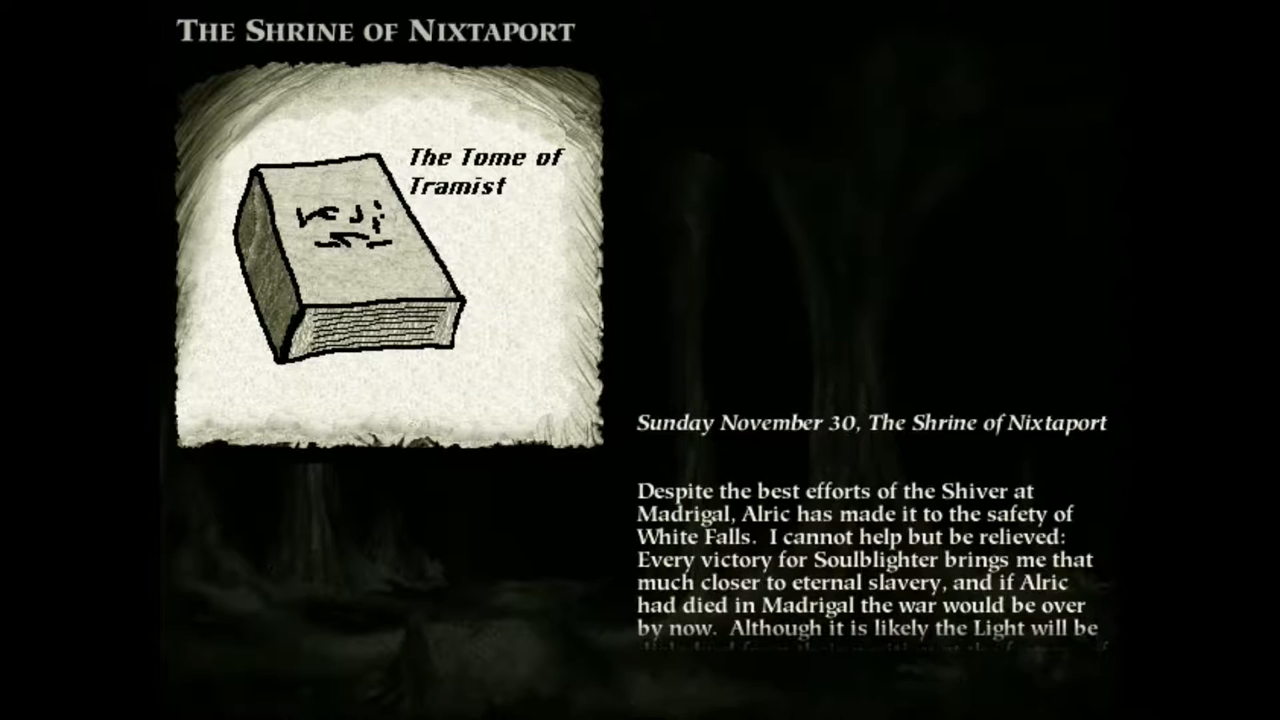 The Shrine of Nixtaport
The Tome of
Tramist
Sunday November 30, The Shrine of Nixtaport
Despite the best efforts of the Shiver at
Madrigal, Alric has made it to the safety of
White Falls.  I cannot help but be relieved:
Every victory for Soulblighter brings me that
much closer to eternal slavery, and if Alric
had died in Madrigal the war would be over
by now.  Although it is likely the Light will be